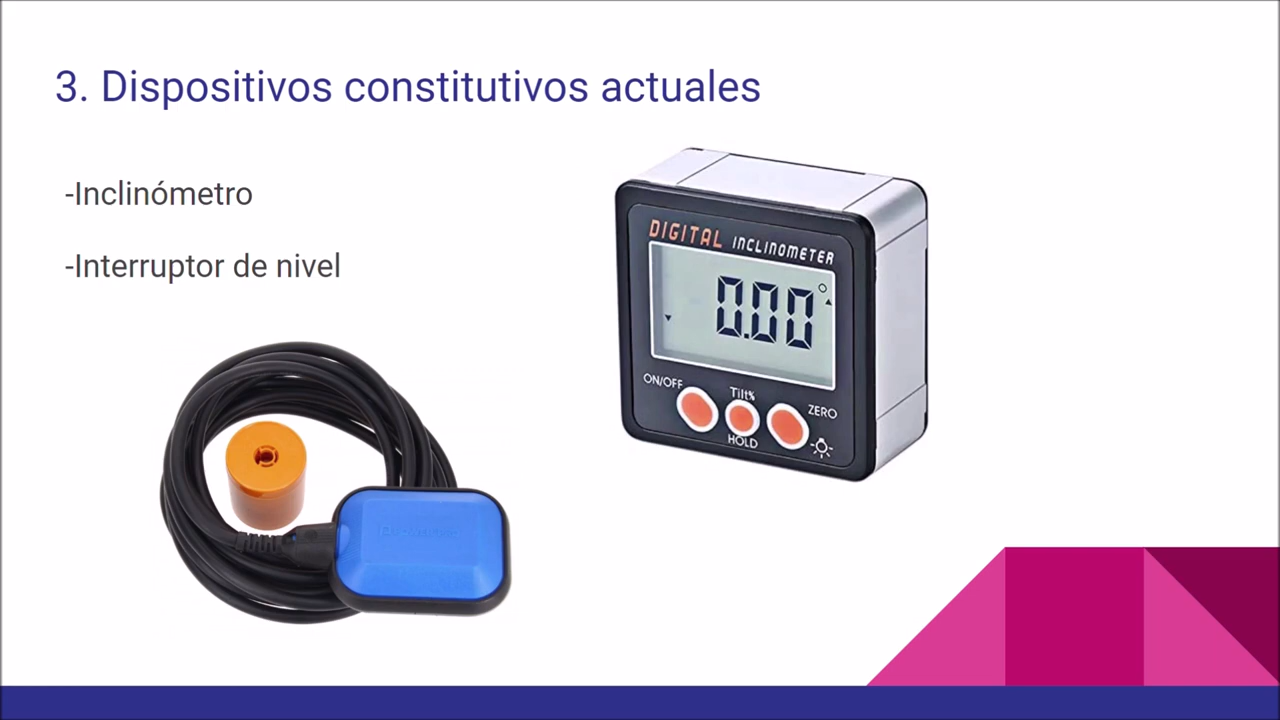 3. Dispositivos constitutivos actuales
-Inclinómetro
-Interruptor de nivel
DIGITAL INCLINOMETER
0.00°
ON/OFF
Tilt%
ZERO
HOLD